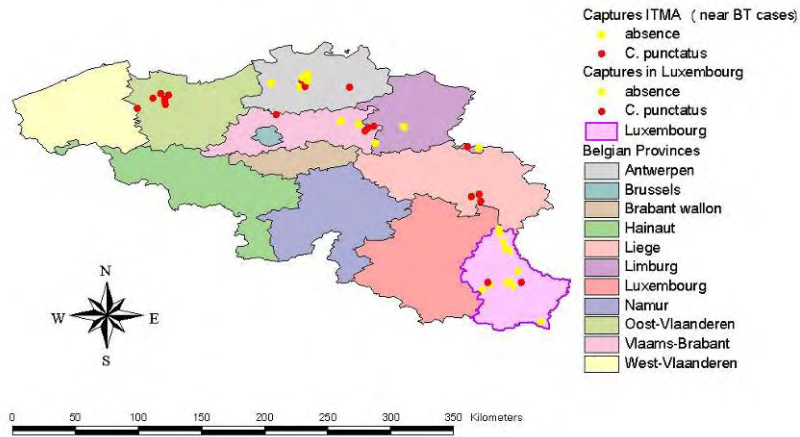 Captures ITMA ( near BT cases)
absence
C. punctatus
Captures in Luxembourg
absence
C. punctatus
Luxembourg
Belgian Provinces
Antwerpen
Brussels
Brabant wallon
Hainaut
Liege
Limburg
Luxembourg
Namur
Oost-Vlaanderen
Vlaams-Brabant
West-Vlaanderen
N
W E
S
0 50 100 150 200 250 300 350 Kilometers